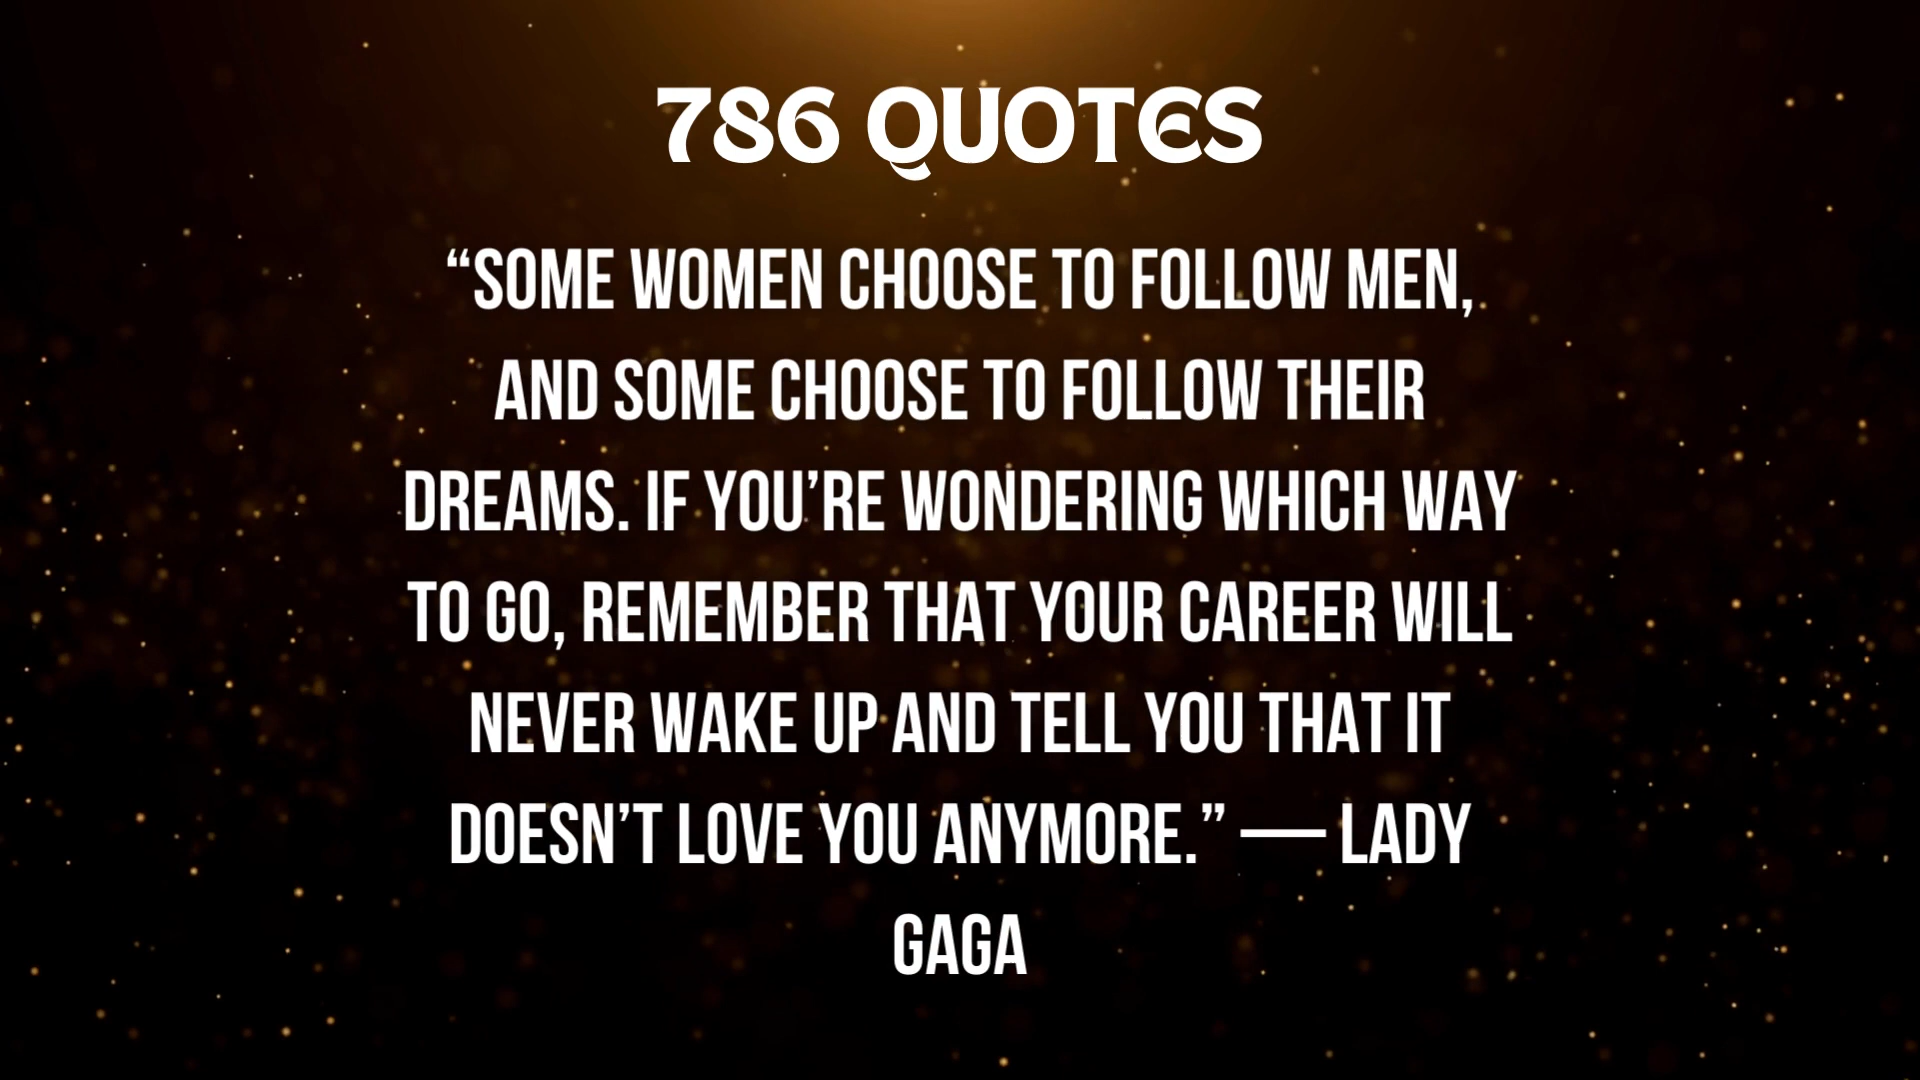 786 QUOTES
“SOME WOMEN CHOOSE TO FOLLOW MEN,
AND SOME CHOOSE TO FOLLOW THEIR
DREAMS. IF YOU’RE WONDERING WHICH WAY
TO GO, REMEMBER THAT YOUR CAREER WILL
NEVER WAKE UP AND TELL YOU THAT IT
DOESN’T LOVE YOU ANYMORE.” — LADY
GAGA